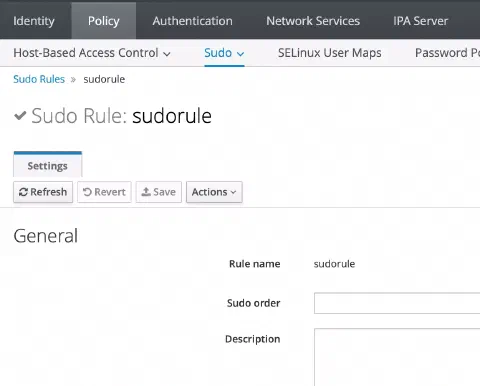 Identity Policy Authentication Network Services IPA Server
Host-Based Access Control Sudo SELinux User Maps Password Po
Sudo Rules » sudorule
Sudo Rule: sudorule
Settings
Refresh Revert Save Actions
General
Rule name sudorule
Sudo order
Description